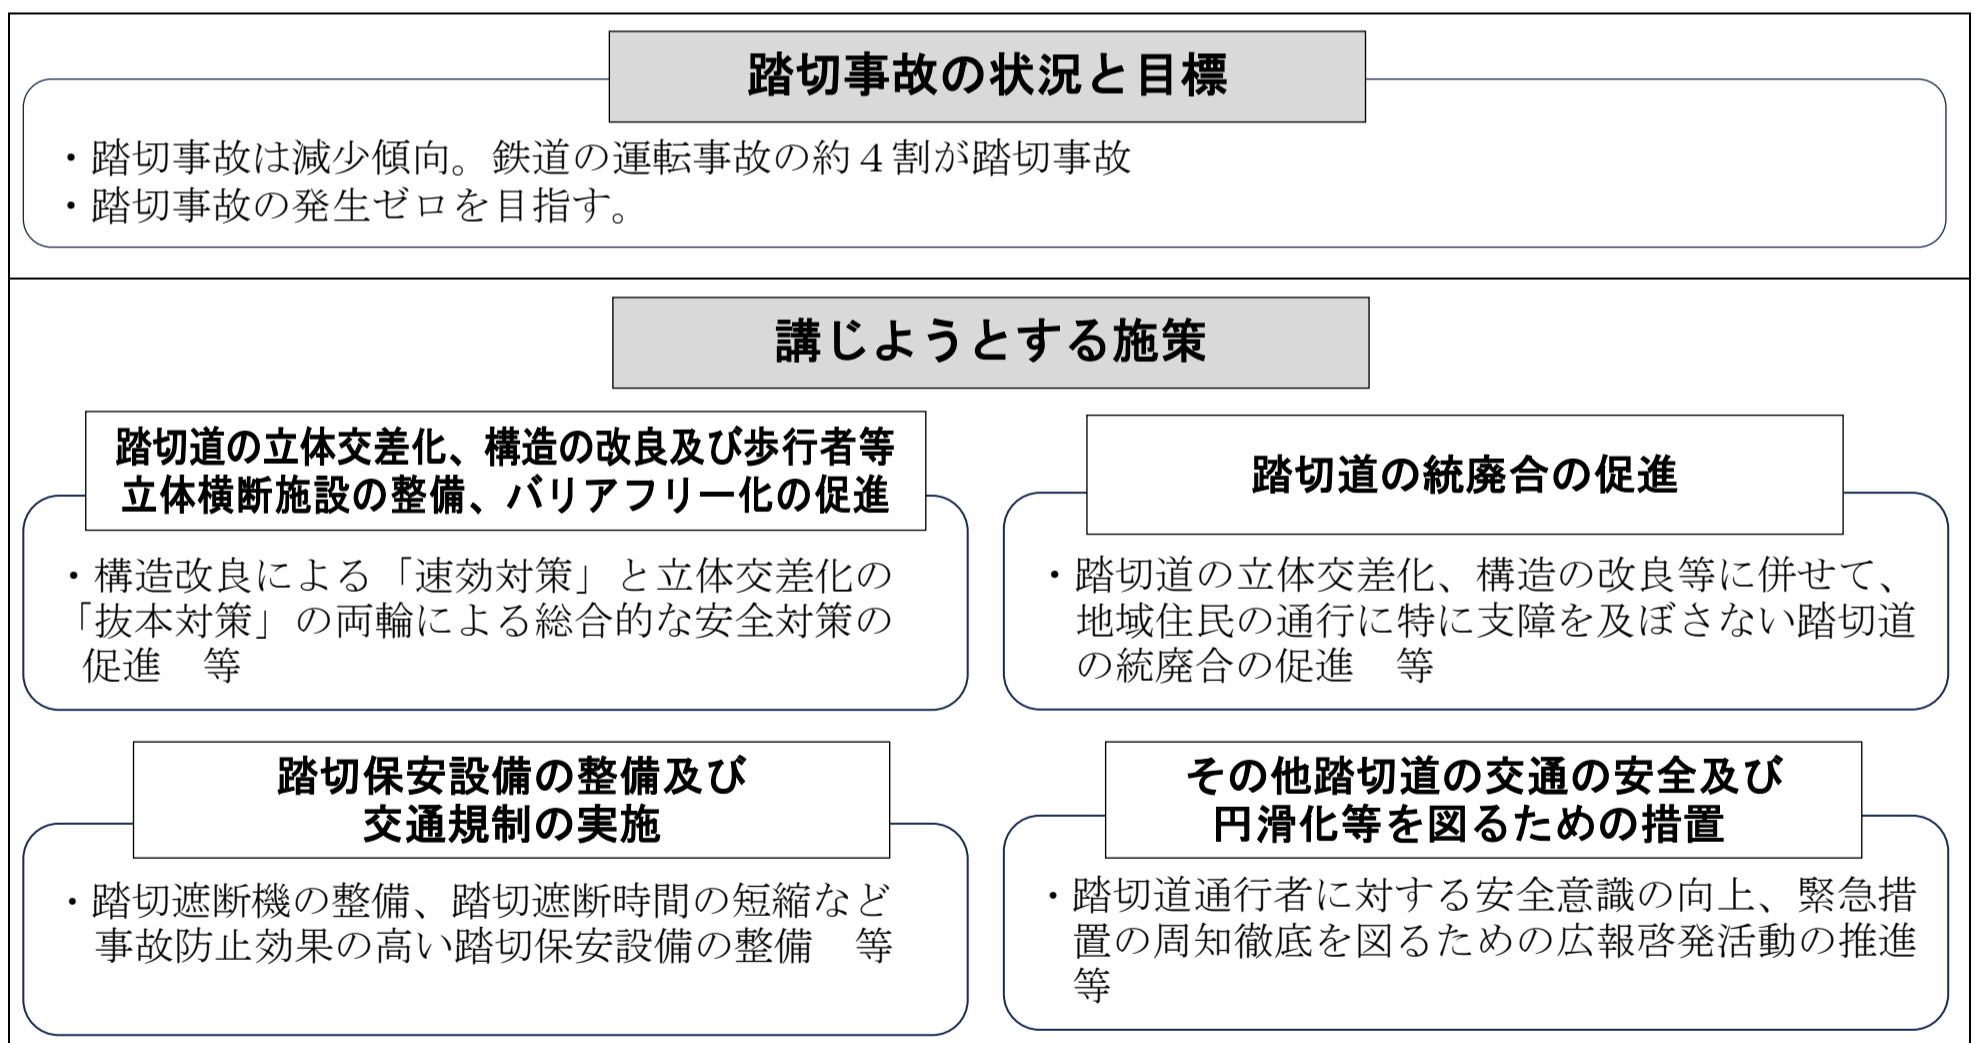 踏切事故の状況と目標
・踏切事故は減少傾向。鉄道の運転事故の約４割が踏切事故
・踏切事故の発生ゼロを目指す。
講じようとする施策
踏切道の立体交差化、構造の改良及び歩行者等
立体横断施設の整備、バリアフリー化の促進
・構造改良による「速効対策」と立体交差化の
「抜本対策」の両輪による総合的な安全対策の
促進　等
踏切道の統廃合の促進
・踏切道の立体交差化、構造の改良等に併せて、
地域住民の通行に特に支障を及ぼさない踏切道
の統廃合の促進　等
踏切保安設備の整備及び
交通規制の実施
・踏切遮断機の整備、踏切遮断時間の短縮など
事故防止効果の高い踏切保安設備の整備　等
その他踏切道の交通の安全及び
円滑化等を図るための措置
・踏切道通行者に対する安全意識の向上、緊急措
置の周知徹底を図るための広報啓発活動の推進
等